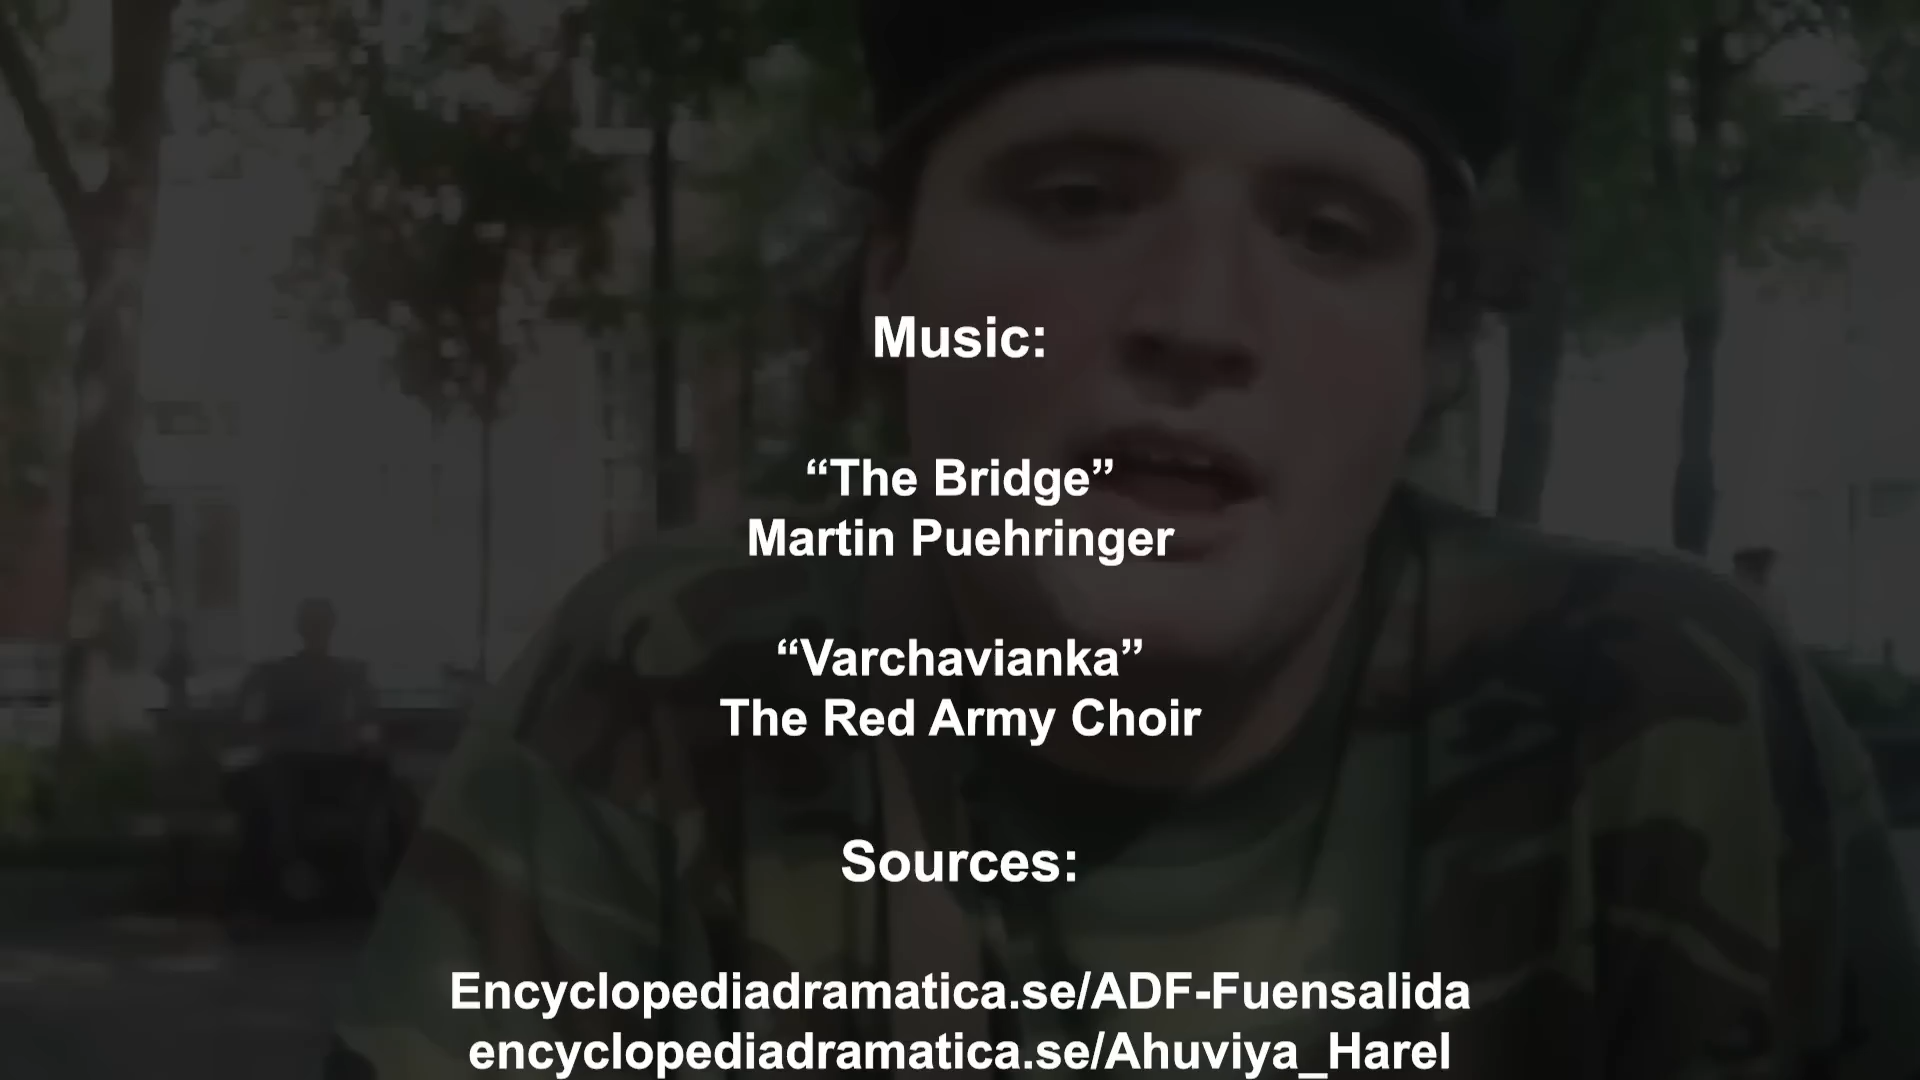 Music:
“The Bridge”
Martin Puehringer
“Varchavianka”
The Red Army Choir
Sources:
Encyclopediadramatica.se/ADF-Fuensalida
encyclopediadramatica.se/Ahuviya_Harel